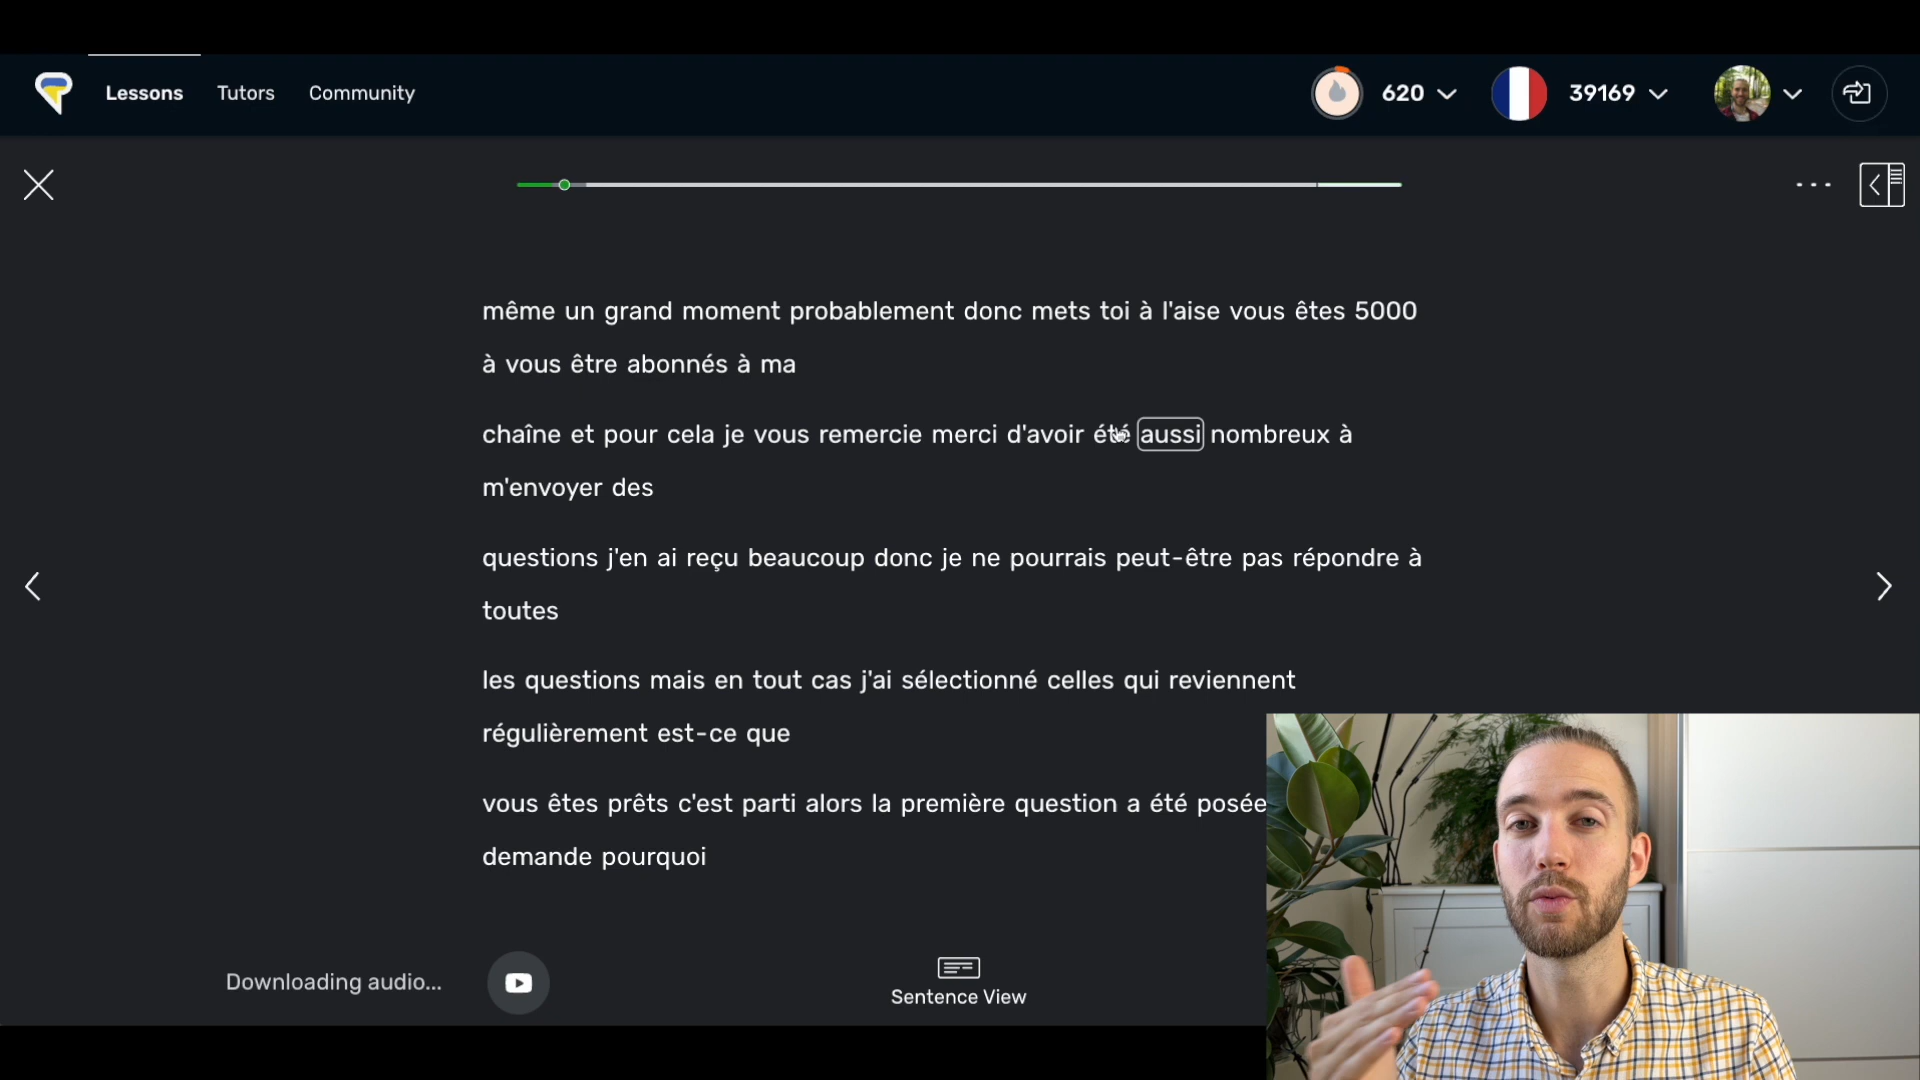 Lessons Tutors Community 620 39169
même un grand moment probablement donc mets toi à l'aise vous êtes 5000
à vous être abonnés à ma
chaîne et pour cela je vous remercie merci d'avoir été aussi nombreux à
m'envoyer des
questions j'en ai reçu beaucoup donc je ne pourrais peut-être pas répondre à
toutes
les questions mais en tout cas j'ai sélectionné celles qui reviennent
régulièrement est-ce que
vous êtes prêts c'est parti alors la première question a été posée
demande pourquoi
Downloading audio...
Sentence View